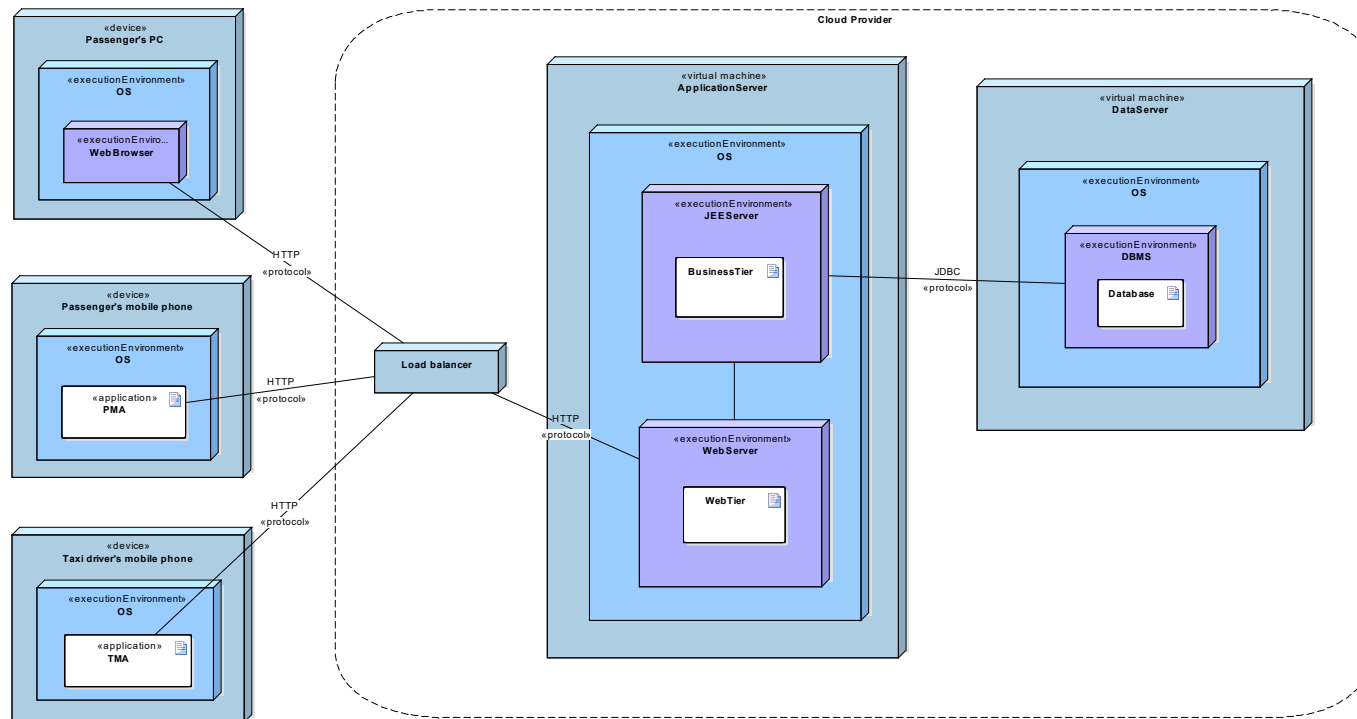 «device»
Passenger's PC
«executionEnvironment»
OS
«executionEnviro...
WebBrowser
HTTP
«protocol»
«device»
Passenger's mobile phone
«executionEnvironment»
OS
«application»
PMA
HTTP
«protocol»
«device»
Taxi driver's mobile phone
«executionEnvironment»
OS
«application»
TMA
HTTP
«protocol»
Cloud Provider
Load balancer
HTTP
«protocol»
«virtual machine»
ApplicationServer
«executionEnvironment»
OS
«executionEnvironment»
JEEServer
BusinessTier
«executionEnvironment»
WebServer
WebTier
JDBC
«protocol»
«virtual machine»
DataServer
«executionEnvironment»
OS
«executionEnvironment»
DBMS
Database